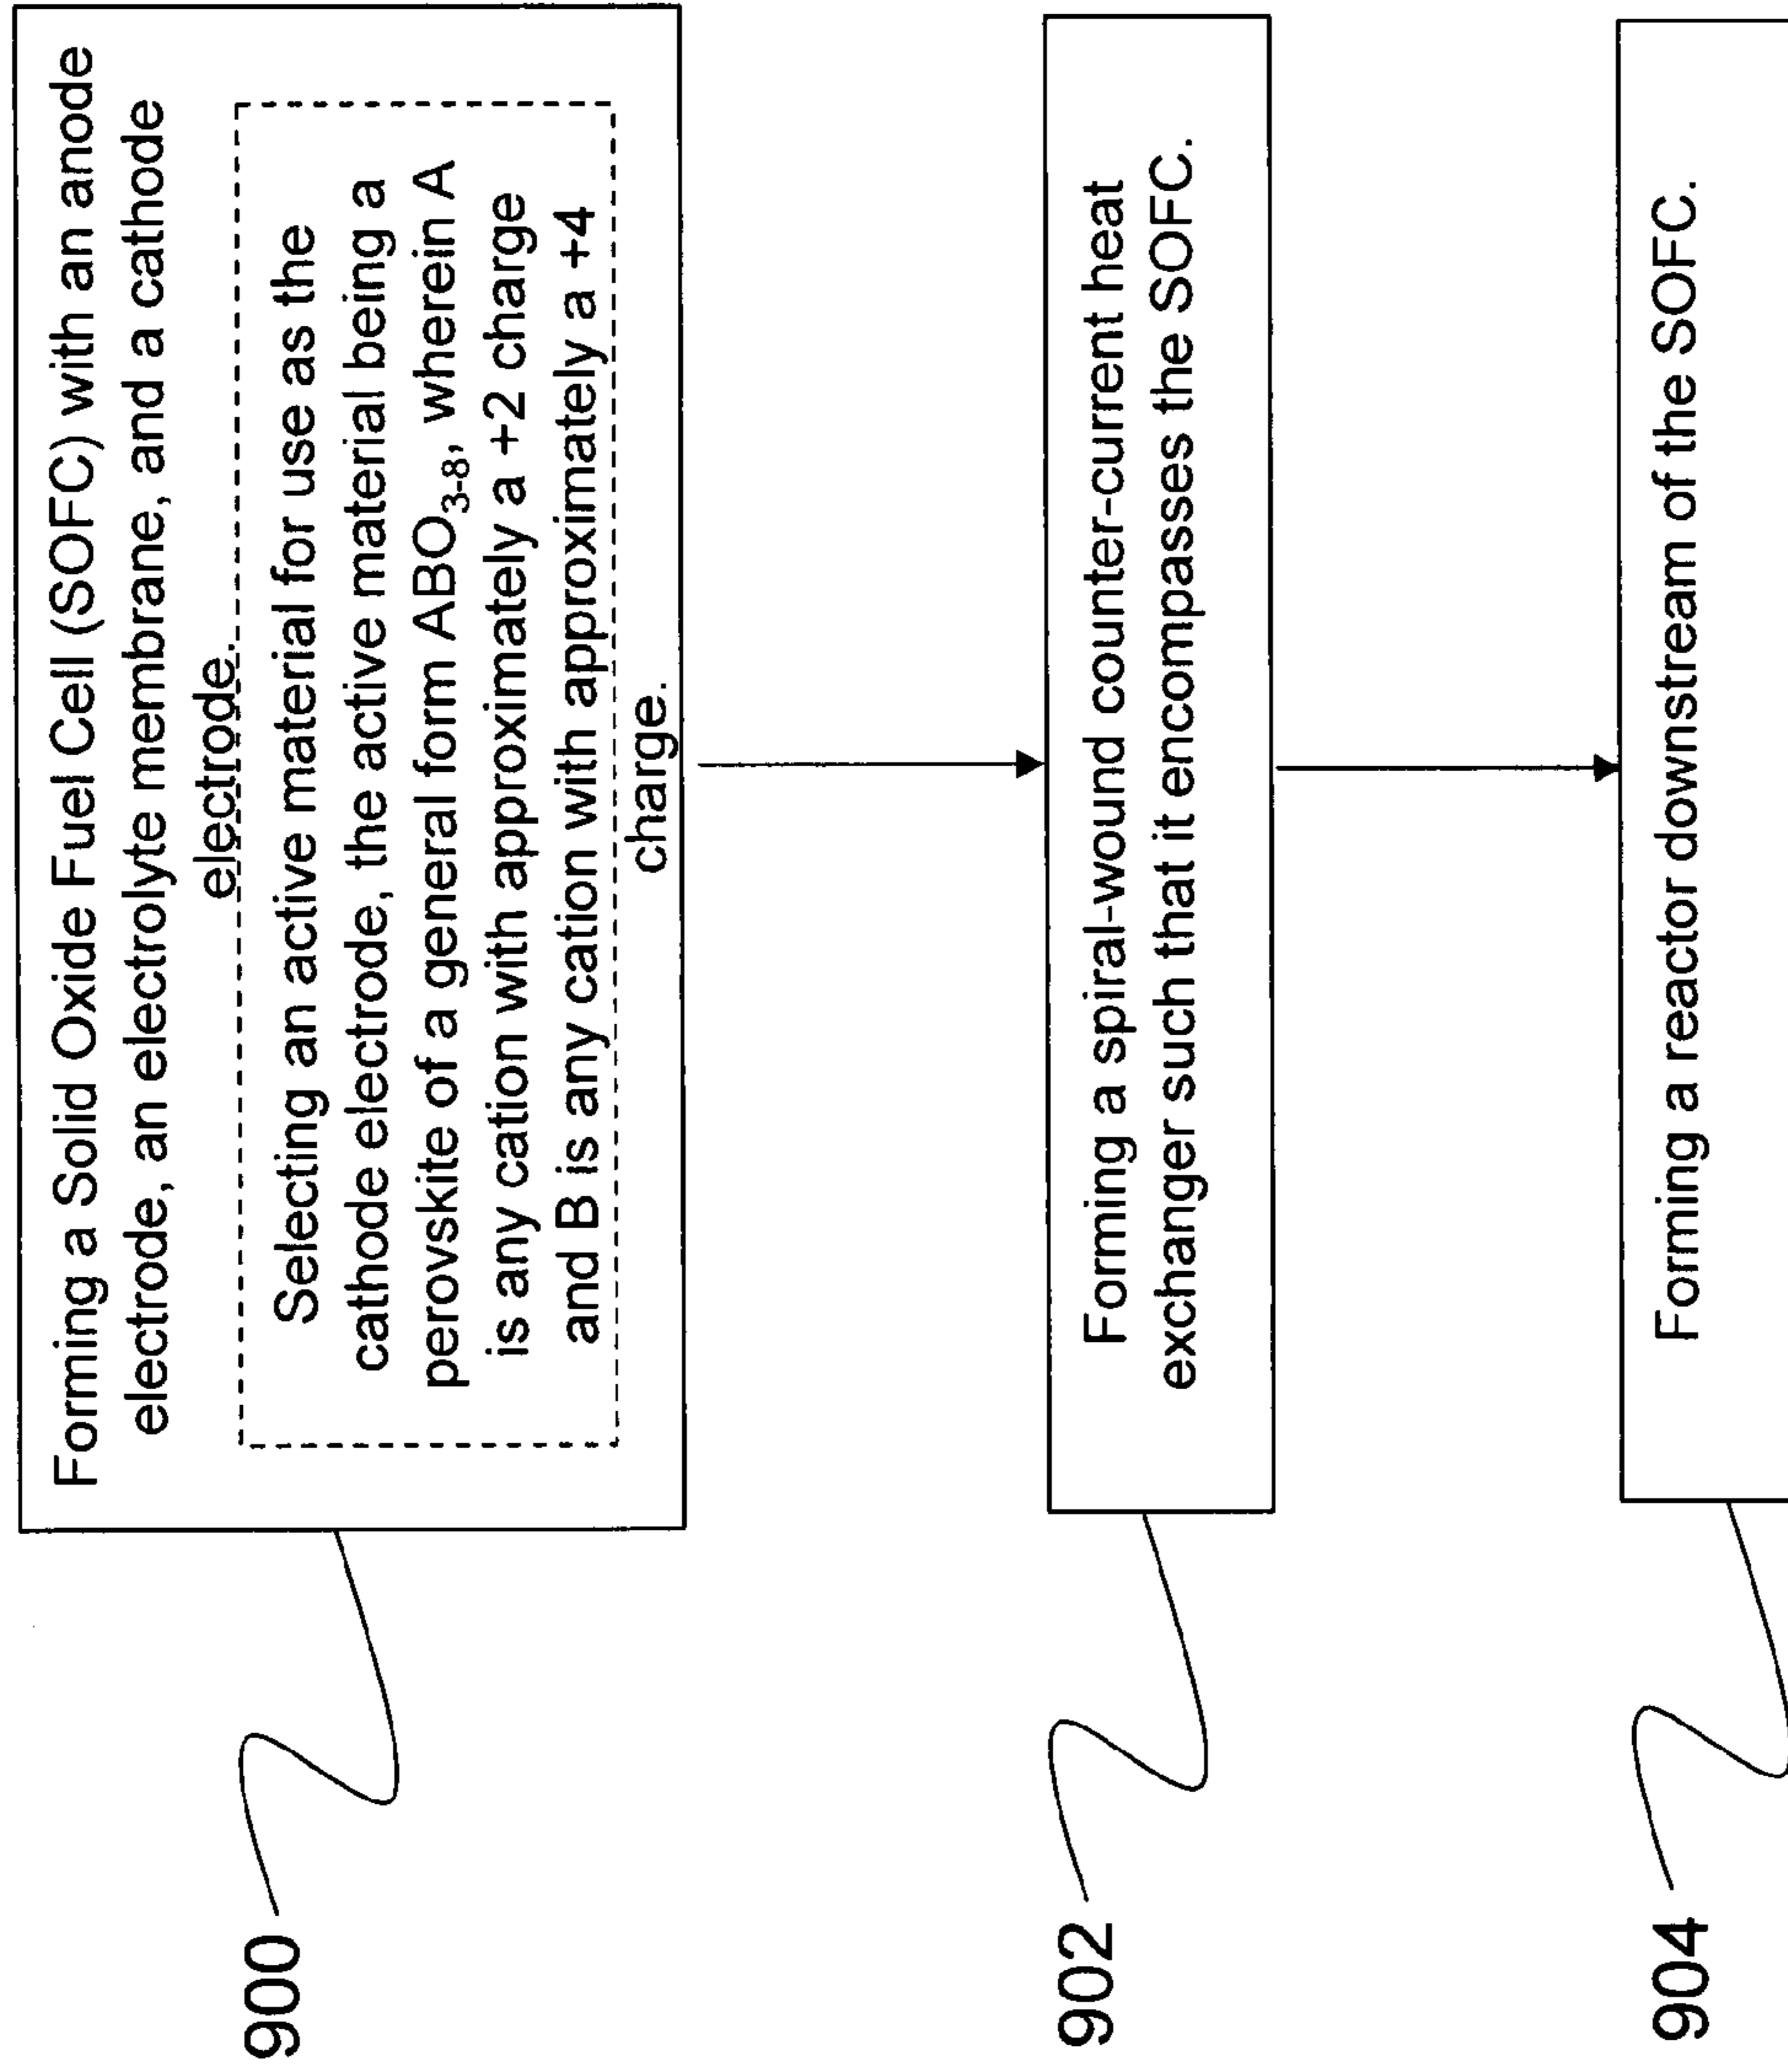 900
Forming a Solid Oxide Fuel Cell (SOFC) with an anode
electrode, an electrolyte membrane, and a cathode
electrode.
Selecting an active material for use as the
cathode electrode, the active material being a
perovskite of a general form ABO3-8, wherein A
is any cation with approximately a +2 charge
and B is any cation with approximately a +4
charge.
902
Forming a spiral-wound counter-current heat
exchanger such that it encompasses the SOFC.
904
Forming a reactor downstream of the SOFC.